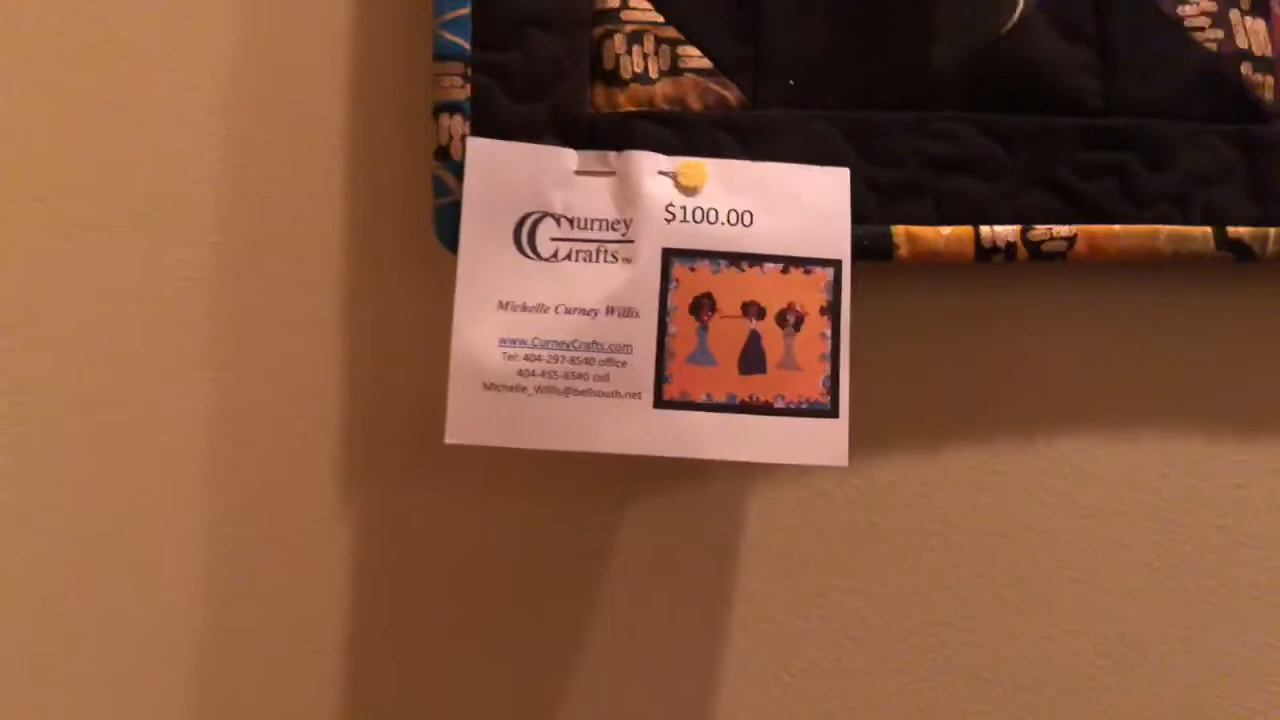 Curney
Crafts
$100.00
Michelle Curney Willis
www.CurneyCrafts.com
Tel: 404-297-8540 office
404-455-8540 cell
Michelle_Willis@bellsouth.net